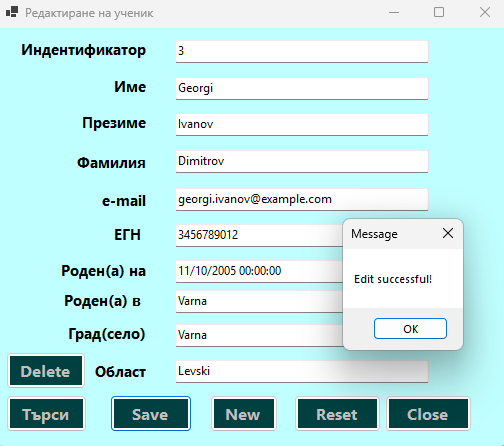 Редактиране на ученик
Индентификатор 3
Име Georgi
Презиме Ivanov
Фамилия Dimitrov
e-mail georgi.ivanov@example.com
ЕГН 3456789012
Message
Роден(а) на 11/10/2005 00:00:00
Edit successful!
Роден(а) в Varna
Град(село) Varna
OK
Delete Област Levski
Търси Save New Reset Close